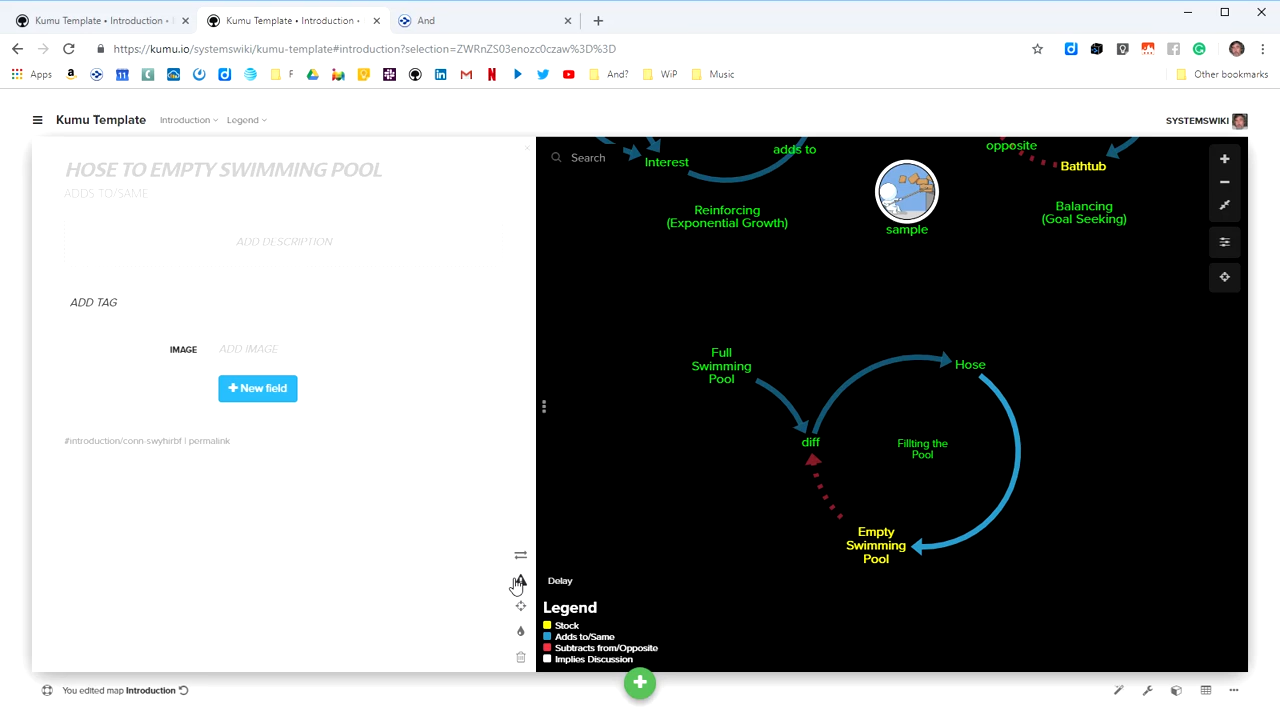 Kumu Template • Introduction •
Kumu Template • Introduction •
And
https://kumu.io/systemswiki/kumu-template#introduction?selection=ZWRnZS03enozc0czaw%3D%3D
Apps
F
And?
WiP
Music
Other bookmarks
Kumu Template
Introduction
Legend
SYSTEMSWIKI
HOSE TO EMPTY SWIMMING POOL
ADDS TO/SAME
ADD DESCRIPTION
ADD TAG
IMAGE
ADD IMAGE
New field
#introduction/conn-swyhirbf | permalink
Search
Interest
adds to
opposite
Bathtub
Reinforcing
(Exponential Growth)
sample
Balancing
(Goal Seeking)
Full
Swimming
Pool
Hose
diff
Fillting the
Pool
Empty
Swimming
Pool
Delay
Legend
Stock
Adds to/Same
Subtracts from/Opposite
Implies Discussion
You edited map Introduction